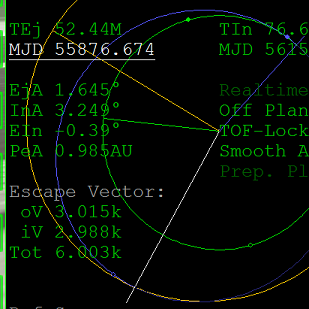 TEj 52.44M TIn 76.6
MJD 55876.674 MJD 5615
EjA 1.645° Realtime
InA 3.249° Off Plan
EIn -0.39° TOF-Lock
PeA 0.985AU Smooth A
Prep. Pl
Escape Vector:
oV 3.015k
iV 2.988k
Tot 6.003k